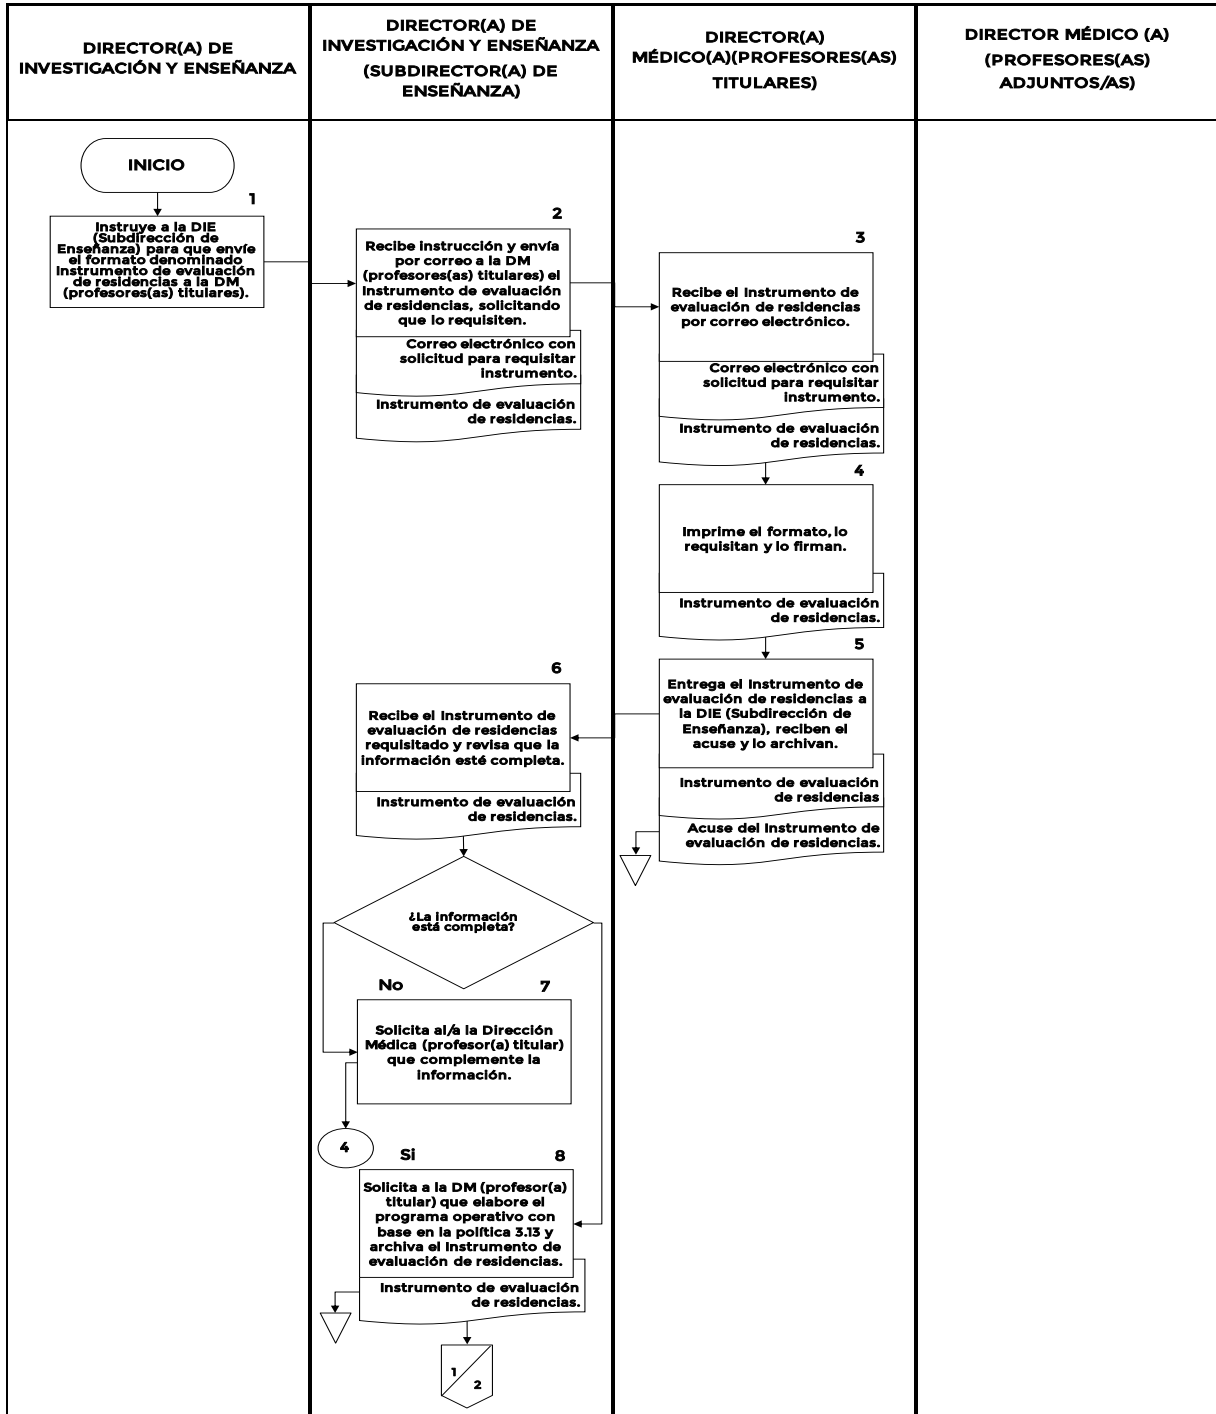 DIRECTOR(A) DE
INVESTIGACIÓN Y ENSEÑANZA
DIRECTOR(A) DE
INVESTIGACIÓN Y ENSEÑANZA
(SUBDIRECTOR(A) DE
ENSEÑANZA)
DIRECTOR(A)
MÉDICO(A)(PROFESORES(AS)
TITULARES)
DIRECTOR MÉDICO (A)
(PROFESORES(AS)
ADJUNTOS/AS)
INICIO
1
Instruye a la DIE
(Subdirección de
Enseñanza) para que envíe
el formato denominado
Instrumento de evaluación
de residencias a la DM
(profesores(as) titulares).
2
Recibe instrucción y envía
por correo a la DM
(profesores(as) titulares) el
Instrumento de evaluación
de residencias, solicitando
que lo requisiten.
Correo electrónico con
solicitud para requisitar
instrumento.
Instrumento de evaluación
de residencias.
3
Recibe el Instrumento de
evaluación de residencias
por correo electrónico.
Correo electrónico con
solicitud para requisitar
instrumento.
Instrumento de evaluación
de residencias.
4
Imprime el formato, lo
requisitan y lo firman.
Instrumento de evaluación
de residencias.
5
Entrega el Instrumento de
evaluación de residencias a
la DIE (Subdirección de
Enseñanza), reciben el
acuse y lo archivan.
Instrumento de evaluación
de residencias
Acuse del Instrumento de
evaluación de residencias.
6
Recibe el Instrumento de
evaluación de residencias
requisitado y revisa que la
información esté completa.
Instrumento de evaluación
de residencias.
¿La información
está completa?
No
7
Solicita al/a la Dirección
Médica (profesor(a) titular)
que complemente la
información.
4
Si
8
Solicita a la DM (profesor(a)
titular) que elabore el
programa operativo con
base en la política 3.13 y
archiva el Instrumento de
evaluación de residencias.
Instrumento de evaluación
de residencias.
1
2